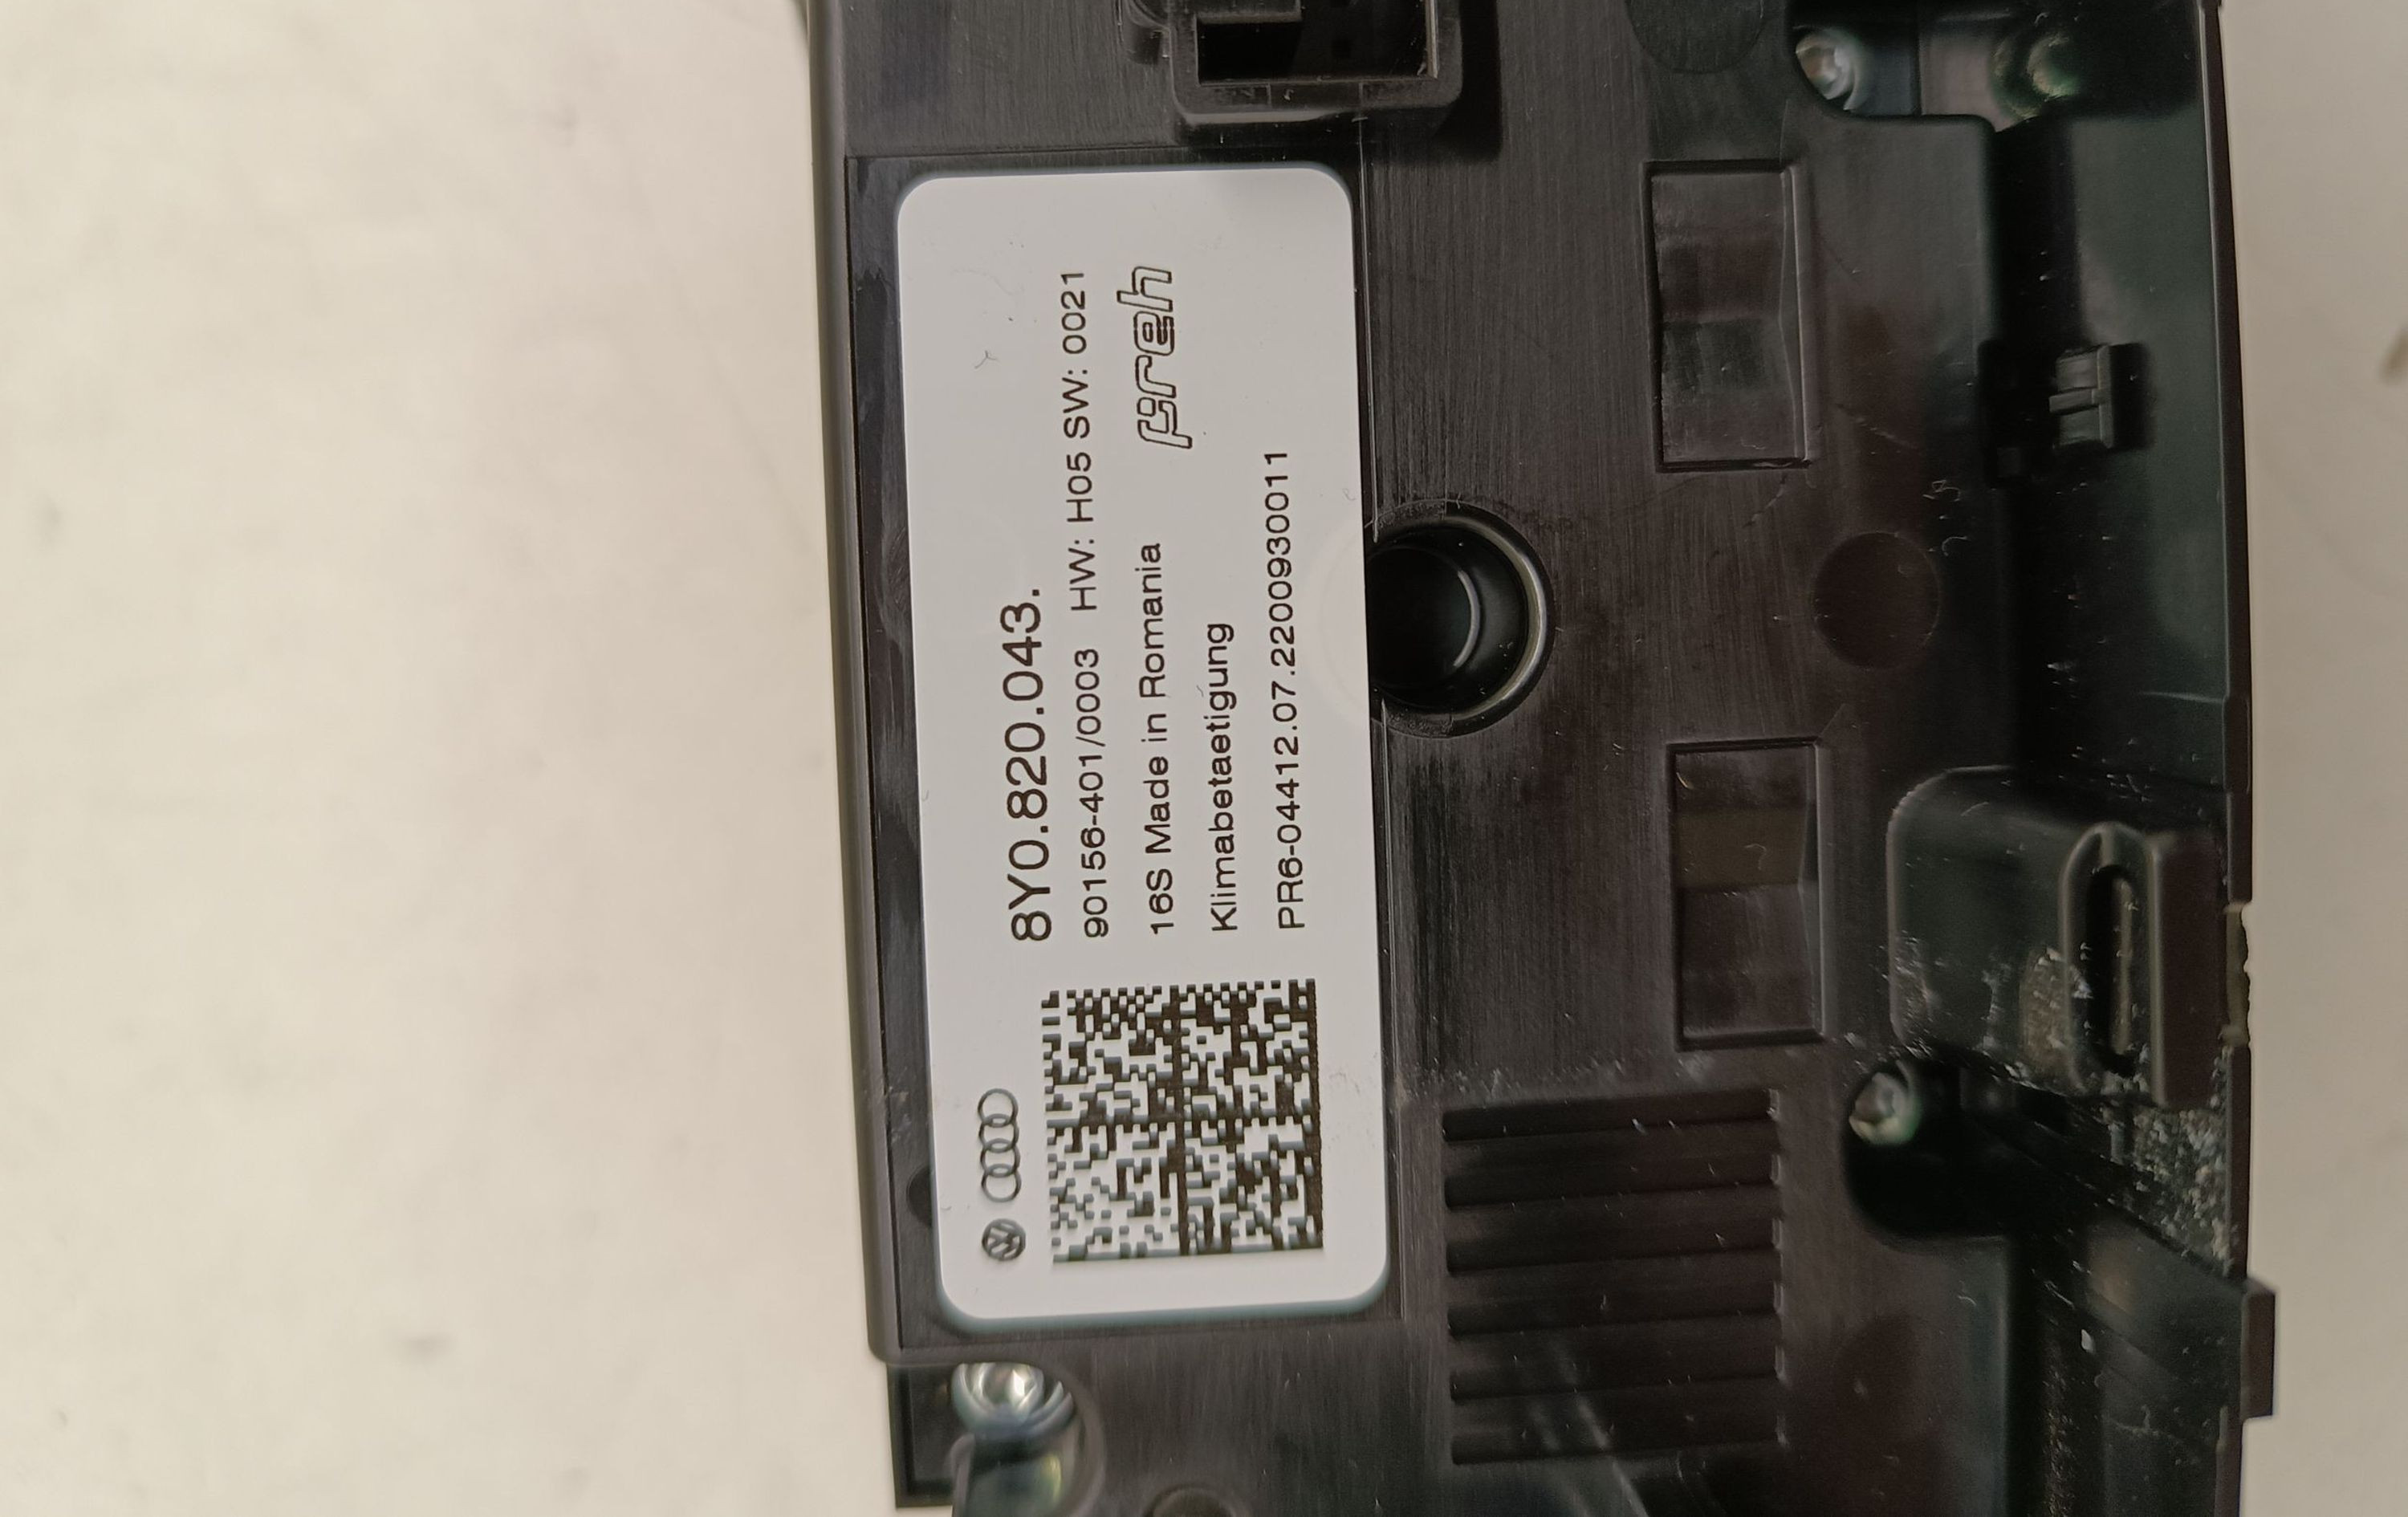 8Y0.820.043.
90156-401/0003 HW: H05 SW: 0021
16S Made in Romania preh
Klimabetaetigung
PR6-04412.07.2200930011